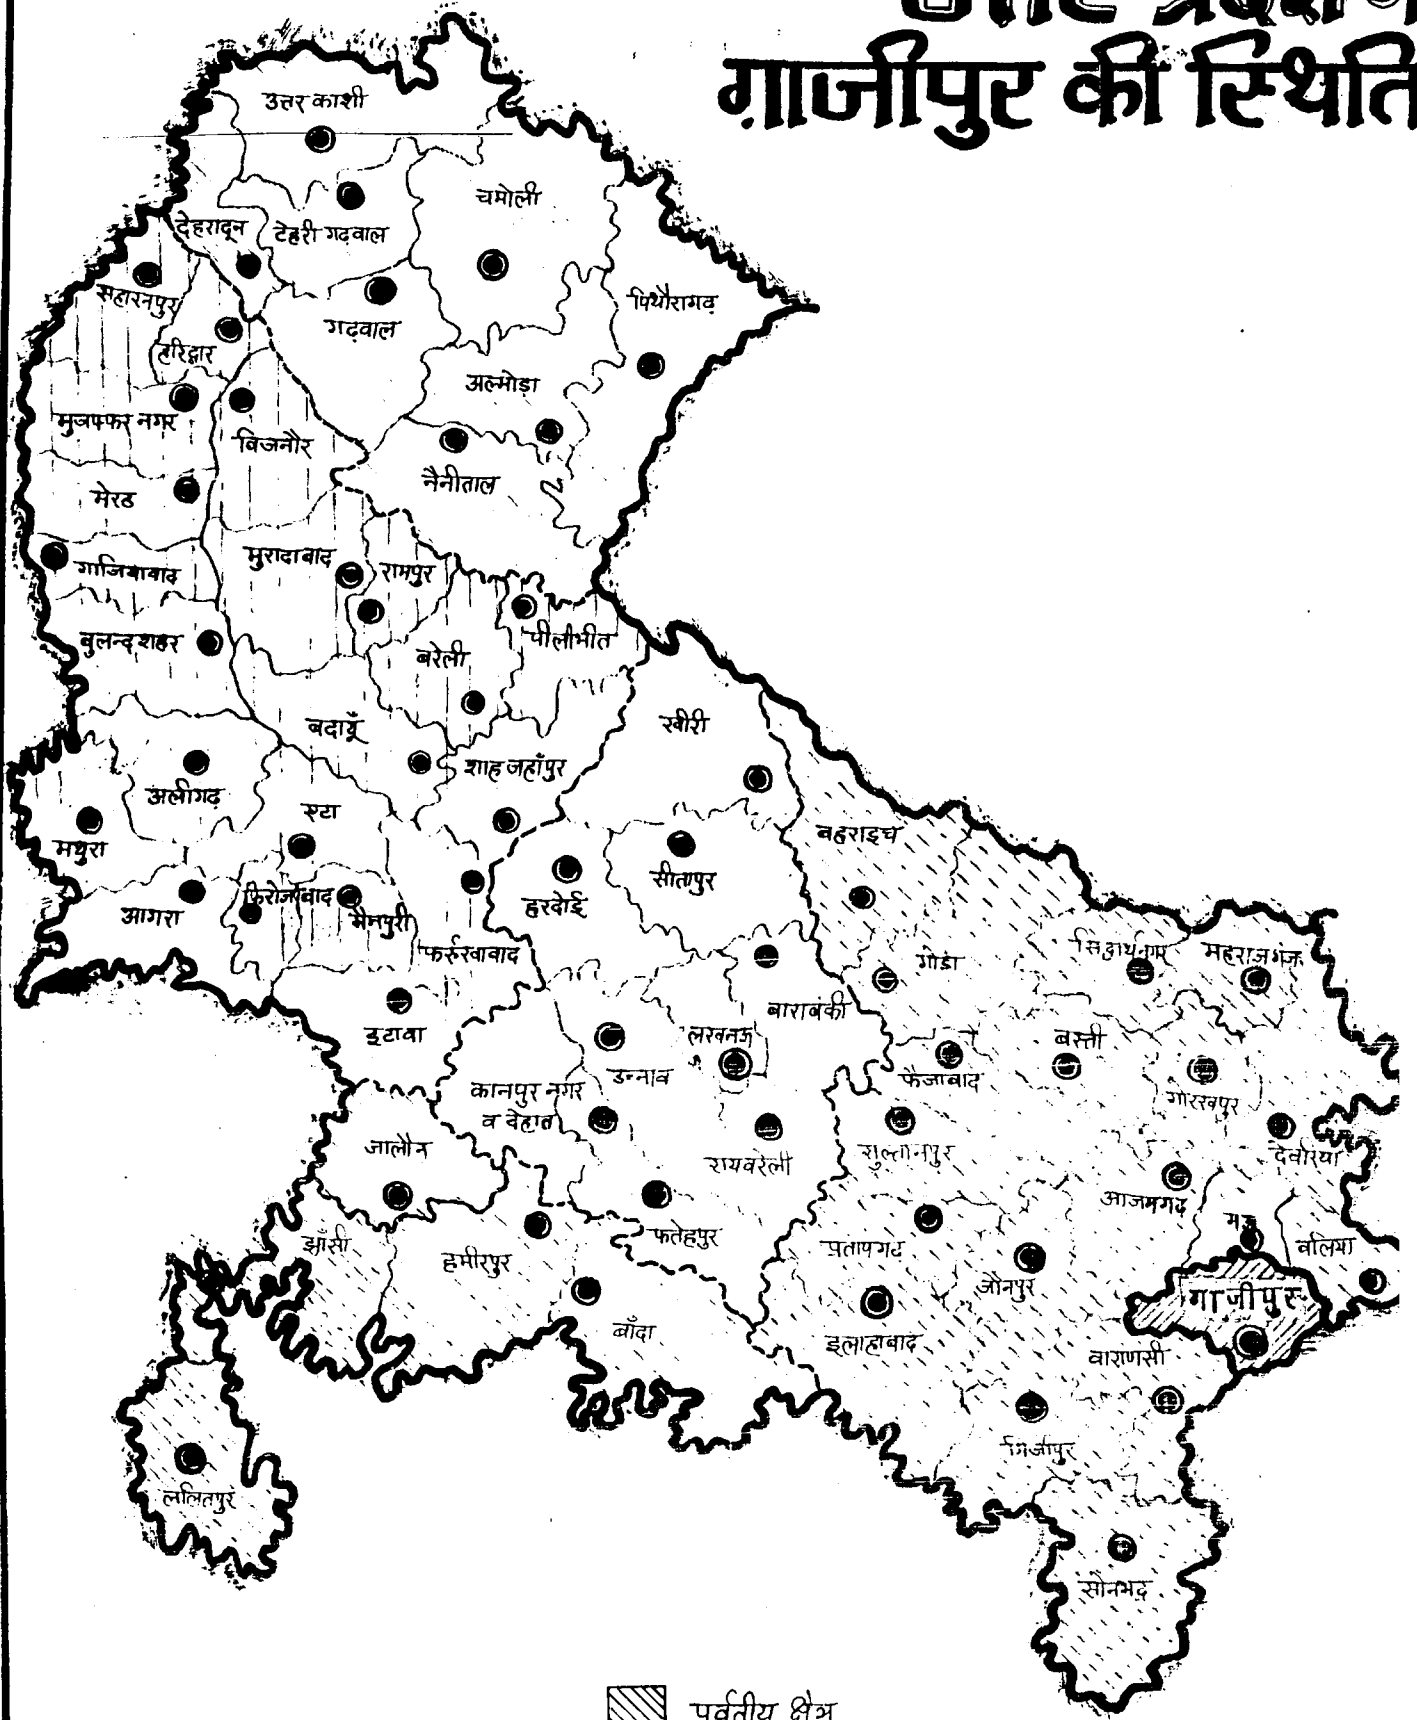 ग़ाजीपुर की स्थिति
उत्तर काशी
चमोली
देहरादून
टेहरी गढ़वाल
सहारनपुर
पिथौरागढ़
गढ़वाल
हरिद्वार
अल्मोड़ा
मुजफ्फर नगर
बिजनौर
नैनीताल
मेरठ
मुरादाबाद
रामपुर
गाजियाबाद
बुलन्द शहर
पीलीभीत
बरेली
बदायूँ
खीरी
शाहजहाँपुर
अलीगढ़
एटा
बहराइच
मथुरा
सीतापुर
फिरोजाबाद
हरदोई
आगरा
मैनपुरी
फर्रुखाबाद
गोंडा
सिद्धार्थनगर
महराजगंज
बाराबंकी
इटावा
लखनऊ
बस्ती
उन्नाव
फैजाबाद
कानपुर नगर
व देहात
गोरखपुर
जालौन
रायबरेली
सुल्तानपुर
देवरिया
आजमगढ़
मऊ
झाँसी
हमीरपुर
फतेहपुर
प्रतापगढ़
बलिया
जौनपुर
गाजीपुर
बाँदा
इलाहाबाद
वाराणसी
मिर्जापुर
ललितपुर
सोनभद्र
पर्वतीय क्षेत्र